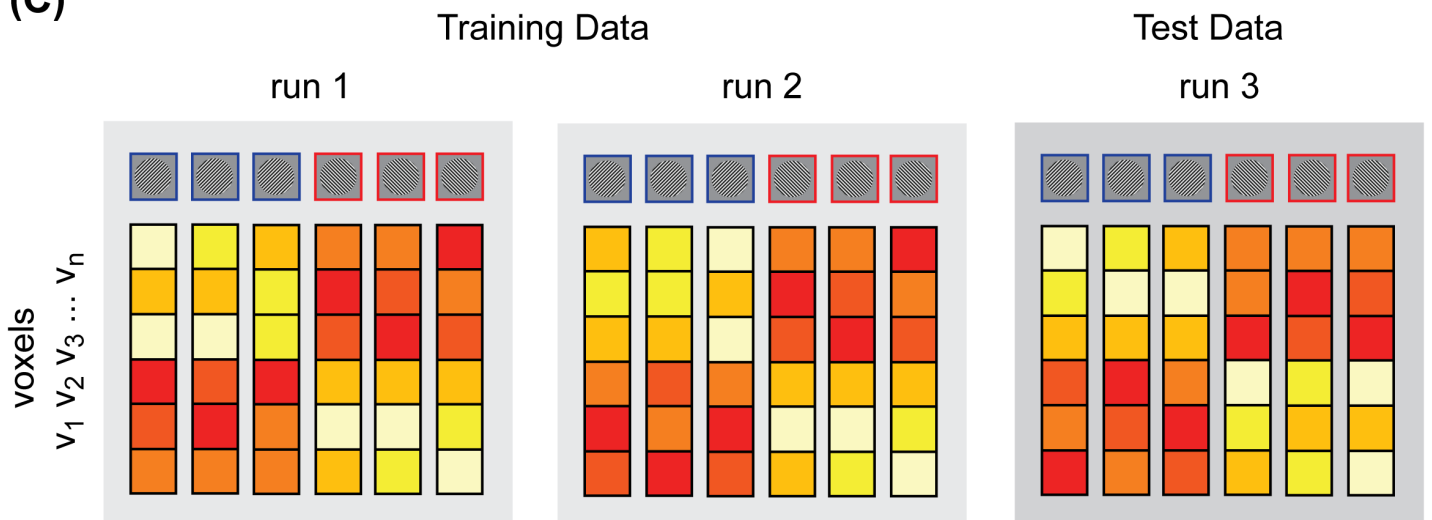 (C)
Training Data
Test Data
run 1
run 2
run 3
voxels
v1 v2 v3 ... vn